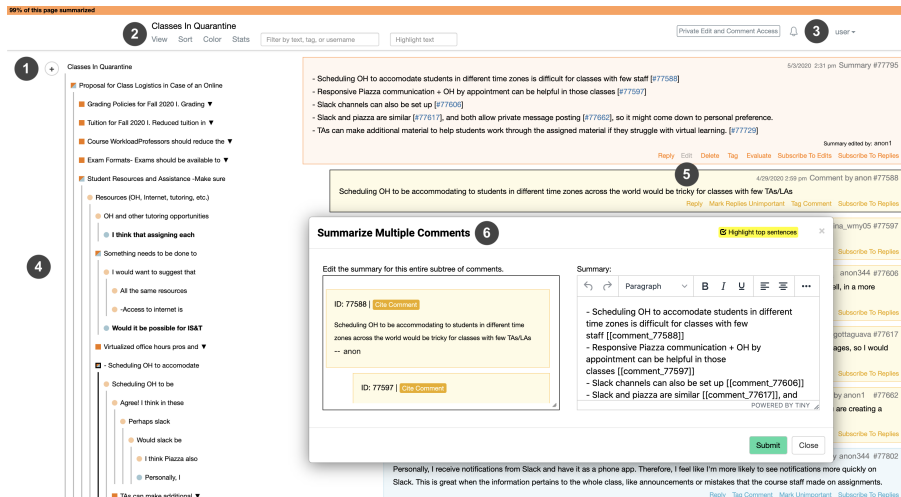 99% of this page summarized
Classes In Quarantine
2
View Sort Color Stats
Filter by text, tag, or username
Highlight text
Private Edit and Comment Access
3
user
1
+
Classes In Quarantine
Proposal for Class Logistics in Case of an Online
Grading Policies for Fall 2020 I. Grading ▼
Tuition for Fall 2020 I. Reduced tuition in ▼
Course WorkloadProfessors should reduce the ▼
Exam Formats- Exams should be available to ▼
Student Resources and Assistance -Make sure
Resources (OH, Internet, tutoring, etc.)
OH and other tutoring opportunities
I think that assigning each
Something needs to be done to
4
I would want to suggest that
All the same resources
-Access to internet is
Would it be possible for IS&T
Virtualized office hours pros and ▼
- Scheduling OH to accomodate
Scheduling OH to be
Agree! I think in these
Perhaps slack
Would slack be
I think Piazza also
Personally, I
TAs can make additional ▼
5/3/2020 2:31 pm Summary #77795
- Scheduling OH to accomodate students in different time zones is difficult for classes with few staff [#77588]
- Responsive Piazza communication + OH by appointment can be helpful in those classes [#77597]
- Slack channels can also be set up [#77606]
- Slack and piazza are similar [#77617], and both allow private message posting [#77662], so it might come down to personal preference.
- TAs can make additional material to help students work through the assigned material if they struggle with virtual learning. [#77729]
Summary edited by: anon1
Reply Edit Delete Tag Evaluate Subscribe To Edits Subscribe To Replies
5
4/29/2020 2:59 pm Comment by anon #77588
Scheduling OH to be accommodating to students in different time zones across the world would be tricky for classes with few TAs/LAs
Reply Mark Replies Unimportant Tag Comment Subscribe To Replies
ina_wmy05 #77597
Subscribe To Replies
anon344 #77606
all, in a more
Subscribe To Replies
gottaguava #77617
ages, so I would
Subscribe To Replies
by anon1 #77662
are creating a
Subscribe To Replies
y anon344 #77802
Summarize Multiple Comments
6
Highlight top sentences
×
Edit the summary for this entire subtree of comments.
ID: 77588 | Cite Comment
Scheduling OH to be accommodating to students in different time
zones across the world would be tricky for classes with few TAs/LAs
-- anon
ID: 77597 | Cite Comment
Summary:
Paragraph
B I U
- Scheduling OH to accomodate students in different
time zones is difficult for classes with few
staff [[comment_77588]]
- Responsive Piazza communication + OH by
appointment can be helpful in those
classes [[comment_77597]]
- Slack channels can also be set up [[comment_77606]]
- Slack and piazza are similar [[comment_77617]], and
POWERED BY TINY
Submit
Close
Personally, I receive notifications from Slack and have it as a phone app. Therefore, I feel like I'm more likely to see notifications more quickly on
Slack. This is great when the information pertains to the whole class, like announcements or mistakes that the course staff made on assignments.
Reply Tag Comment Mark Unimportant Subscribe To Replies